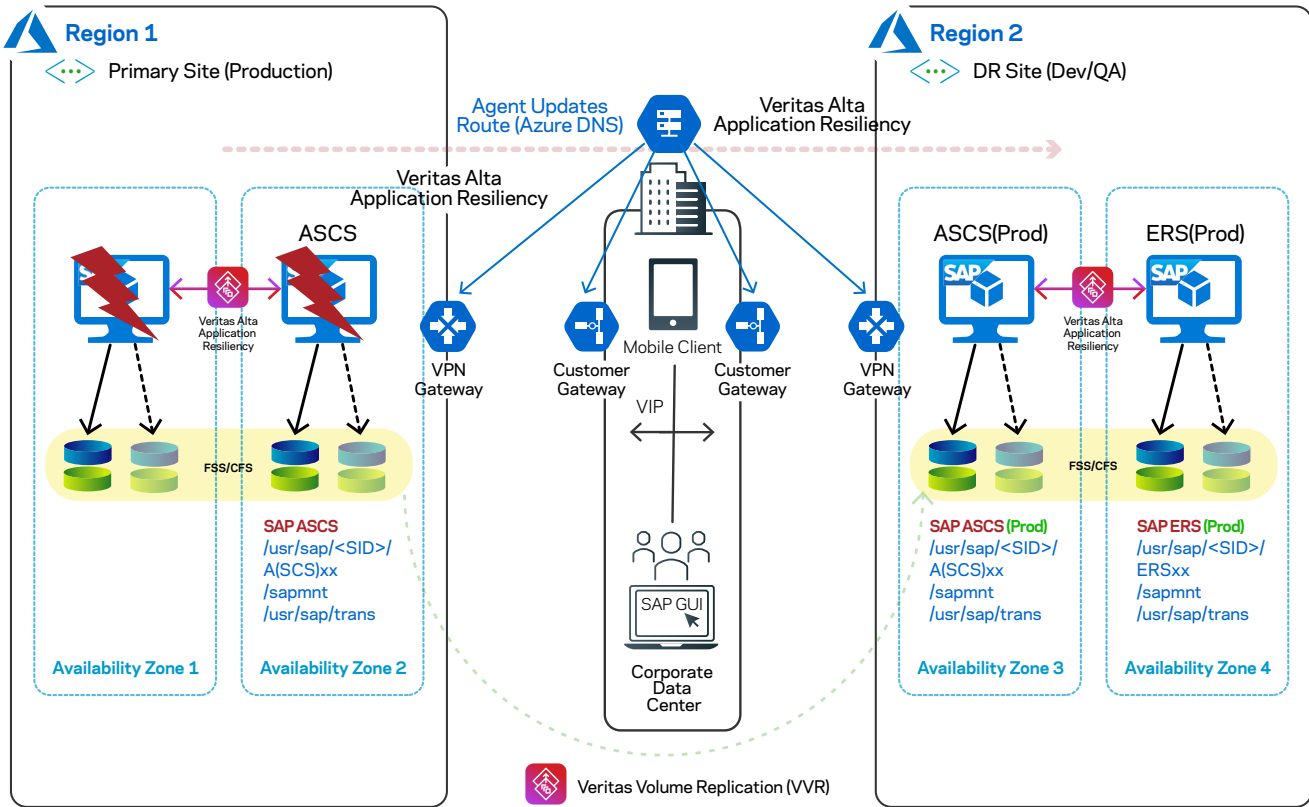 Region 1
Primary Site (Production)
Region 2
DR Site (Dev/QA)
Agent Updates
Route (Azure DNS)
Veritas Alta
Application Resiliency
Veritas Alta
Application Resiliency
ASCS
SAP
SAP
Veritas Alta
Application
Resiliency
VPN
Gateway
Customer
Gateway
Mobile Client
Customer
Gateway
VPN
Gateway
VIP
ASCS(Prod)
ERS(Prod)
SAP
SAP
Veritas Alta
Application
Resiliency
FSS/CFS
FSS/CFS
SAP ASCS
/usr/sap/<SID>/
A(SCS)xx
/sapmnt
/usr/sap/trans
SAP ASCS (Prod)
/usr/sap/<SID>/
A(SCS)xx
/sapmnt
/usr/sap/trans
SAP ERS (Prod)
/usr/sap/<SID>/
ERSxx
/sapmnt
/usr/sap/trans
SAP GUI
Availability Zone 1
Availability Zone 2
Corporate
Data
Center
Availability Zone 3
Availability Zone 4
Veritas Volume Replication (VVR)